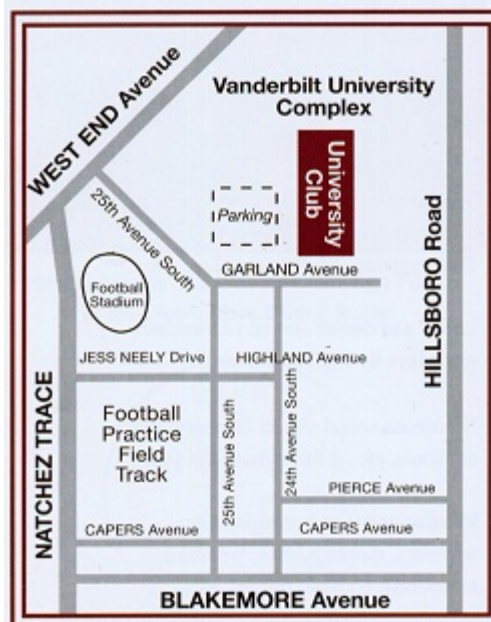 WEST END Avenue
Vanderbilt University
Complex
University
Club
Parking
25th Avenue South
GARLAND Avenue
HILLSBORO Road
Football
Stadium
JESS NEELY Drive
HIGHLAND Avenue
NATCHEZ TRACE
Football
Practice
Field
Track
25th Avenue South
24th Avenue South
PIERCE Avenue
CAPERS Avenue
CAPERS Avenue
BLAKEMORE Avenue